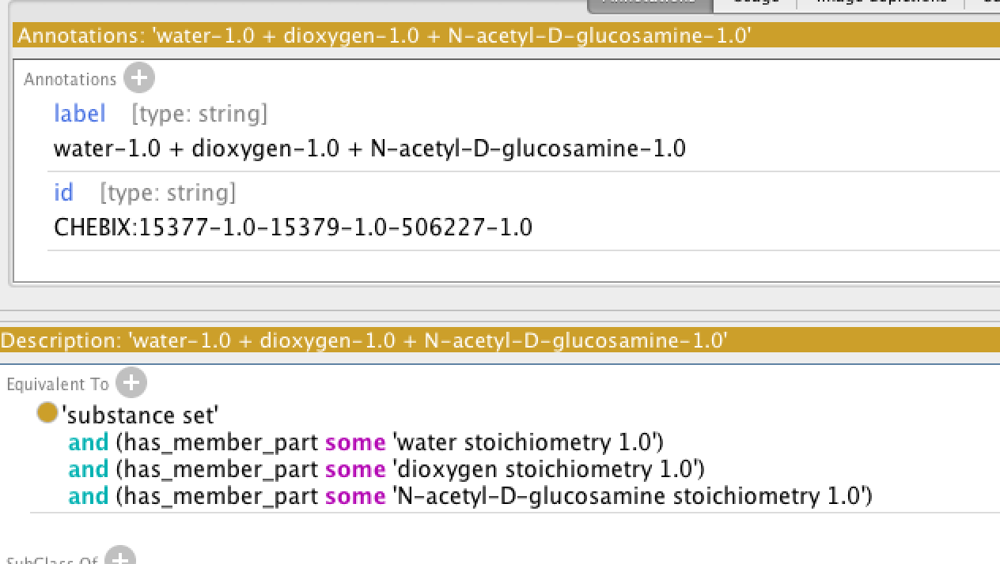 Annotations Usage
Annotations: 'water-1.0 + dioxygen-1.0 + N-acetyl-D-glucosamine-1.0'
Annotations
label [type: string]
water-1.0 + dioxygen-1.0 + N-acetyl-D-glucosamine-1.0
id [type: string]
CHEBIX:15377-1.0-15379-1.0-506227-1.0
Description: 'water-1.0 + dioxygen-1.0 + N-acetyl-D-glucosamine-1.0'
Equivalent To
'substance set'
and (has_member_part some 'water stoichiometry 1.0')
and (has_member_part some 'dioxygen stoichiometry 1.0')
and (has_member_part some 'N-acetyl-D-glucosamine stoichiometry 1.0')
SubClass Of